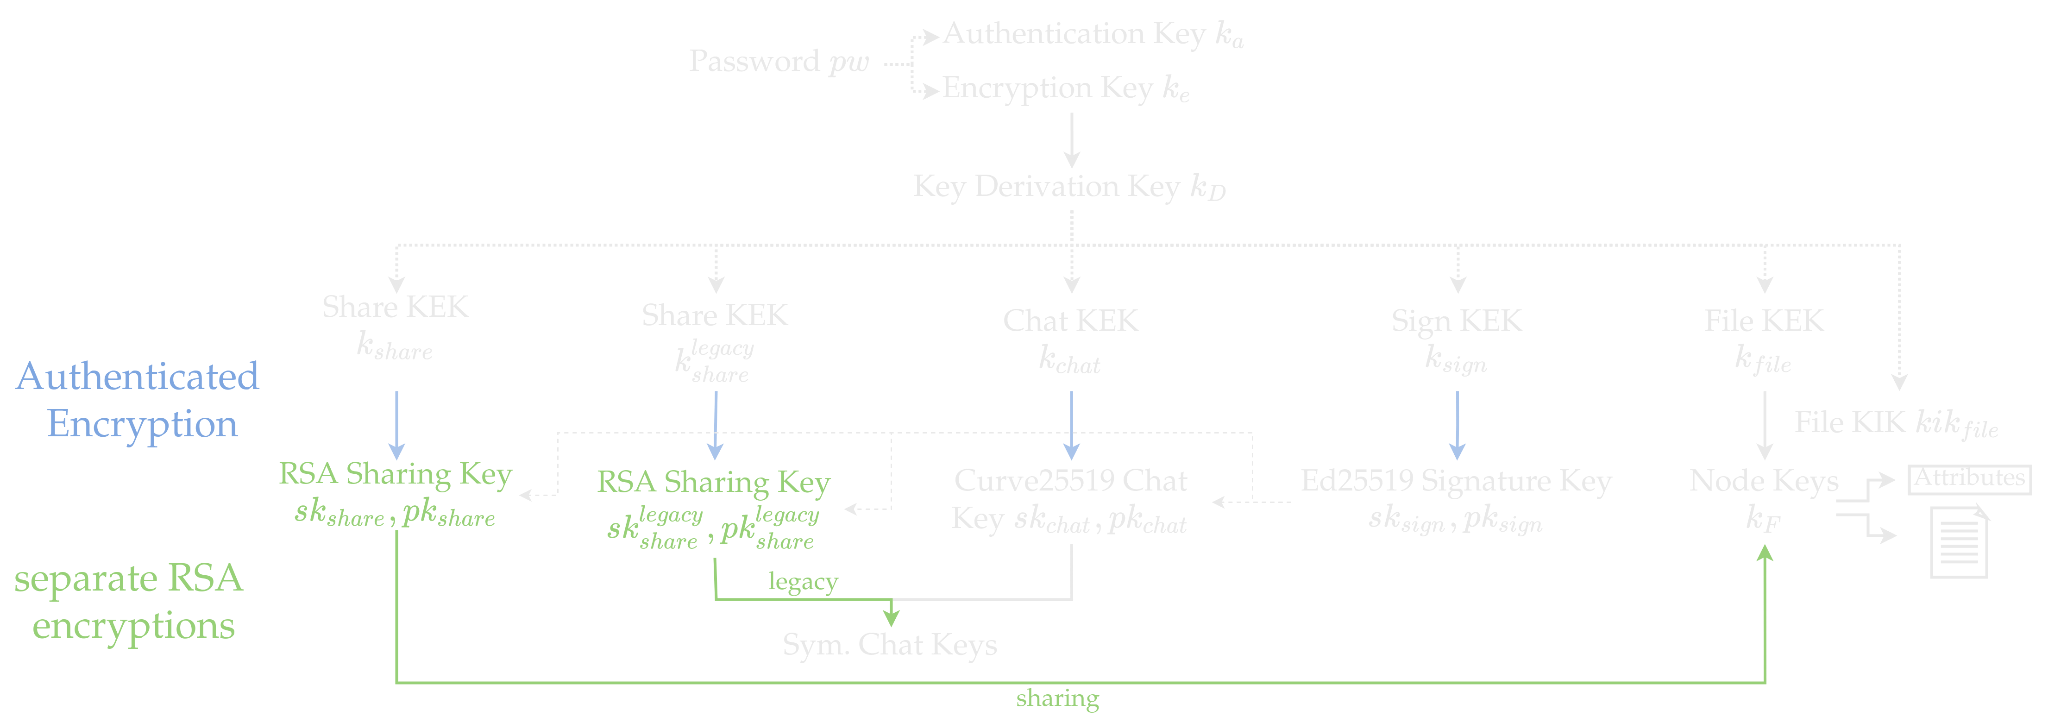 Authentication Key k_a
Password pw
Encryption Key k_e
Key Derivation Key k_D
Share KEK
k_share
Share KEK
k_share^legacy
Chat KEK
k_chat
Sign KEK
k_sign
File KEK
k_file
File KIK kik_file
Authenticated
Encryption
RSA Sharing Key
sk_share, pk_share
RSA Sharing Key
sk_share^legacy, pk_share^legacy
Curve25519 Chat
Key sk_chat, pk_chat
Ed25519 Signature Key
sk_sign, pk_sign
Node Keys
k_F
Attributes
separate RSA
encryptions
legacy
Sym. Chat Keys
sharing